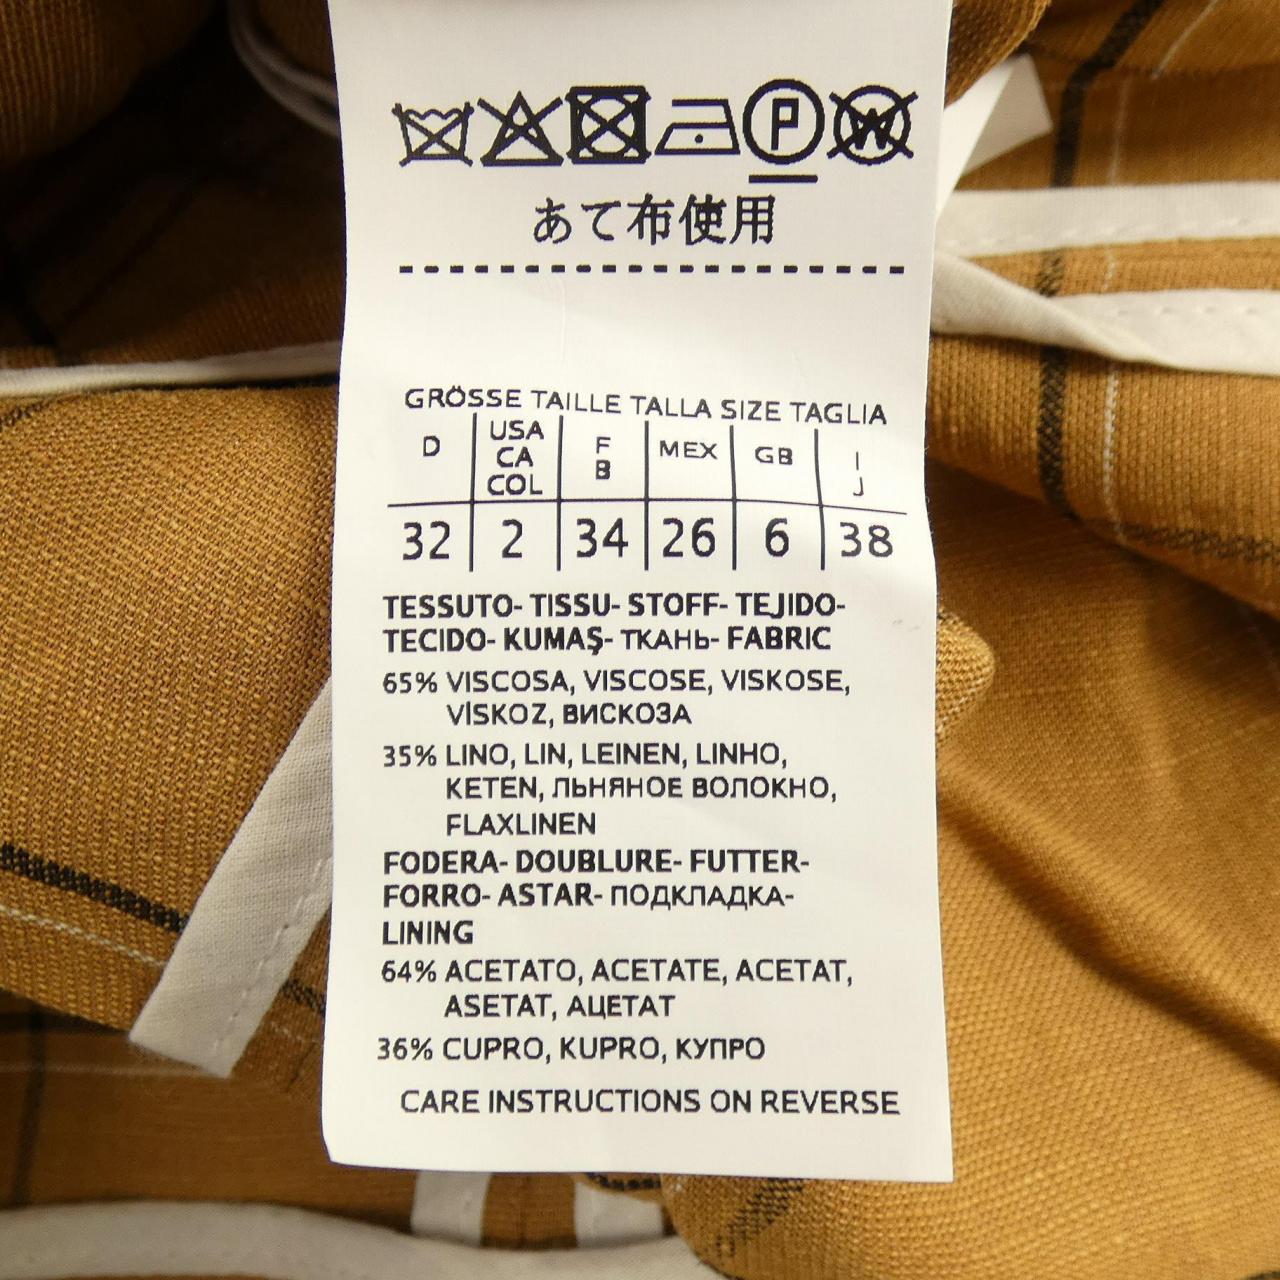 P W
あて布使用
GRÖSSE TAILLE TALLA SIZE TAGLIA
D USA CA COL F B MEX GB I J
32 2 34 26 6 38
TESSUTO- TISSU- STOFF- TEJIDO-
TECIDO- KUMAŞ- ТКАНЬ- FABRIC
65% VISCOSA, VISCOSE, VISKOSE,
VİSKOZ, ВИСКОЗА
35% LINO, LIN, LEINEN, LINHO,
KETEN, ЛЬНЯНОЕ ВОЛОКНО,
FLAXLINEN
FODERA- DOUBLURE- FUTTER-
FORRO- ASTAR- ПОДКЛАДКА-
LINING
64% ACETATO, ACETATE, ACETAT,
ASETAT, АЦЕТАТ
36% CUPRO, KUPRO, КУПРО
CARE INSTRUCTIONS ON REVERSE